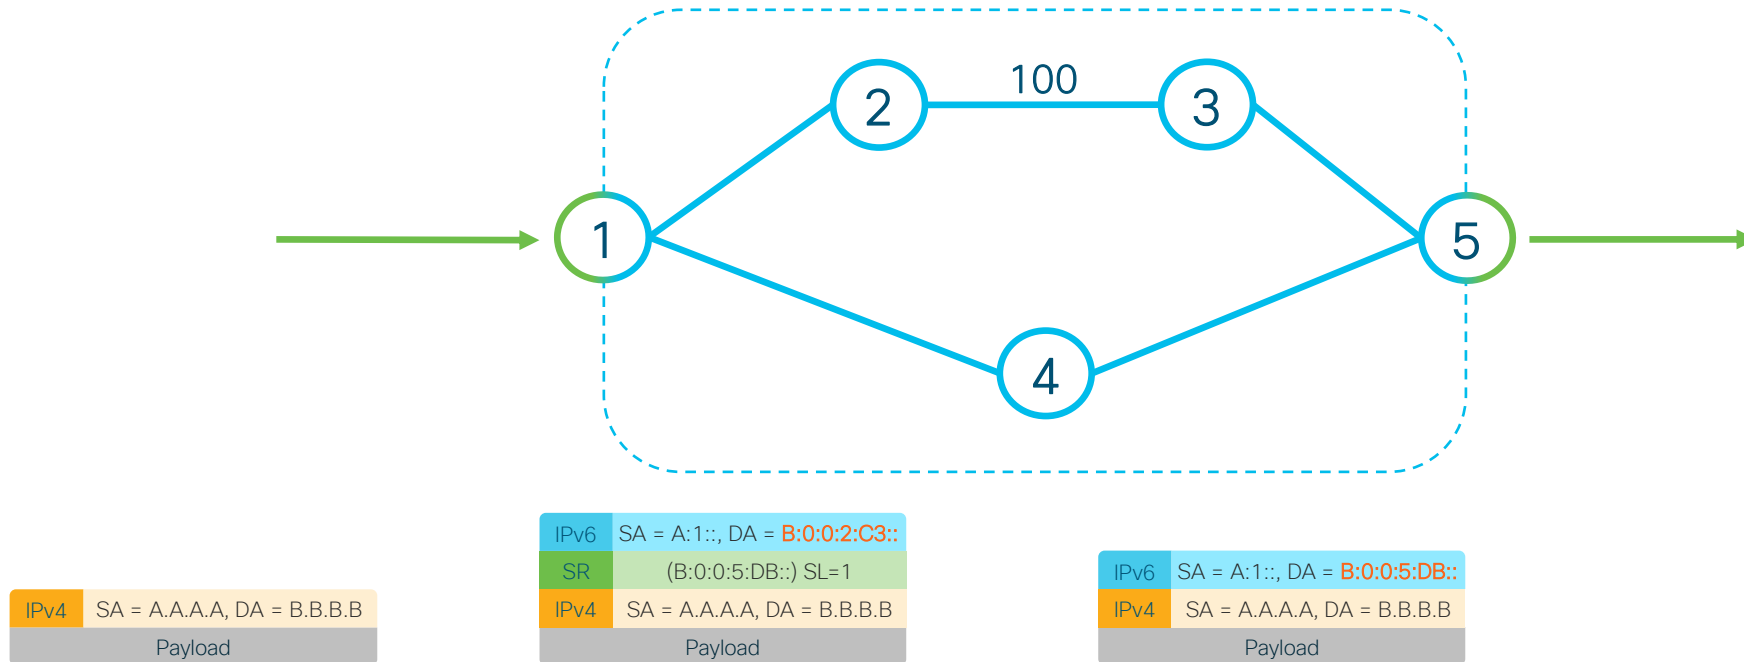 100
2
3
1
5
4
IPv6 SA = A:1::, DA = B:0:0:2:C3::
SR (B:0:0:5:DB::) SL=1
IPv6 SA = A:1::, DA = B:0:0:5:DB::
IPv4 SA = A.A.A.A, DA = B.B.B.B
IPv4 SA = A.A.A.A, DA = B.B.B.B
IPv4 SA = A.A.A.A, DA = B.B.B.B
Payload
Payload
Payload